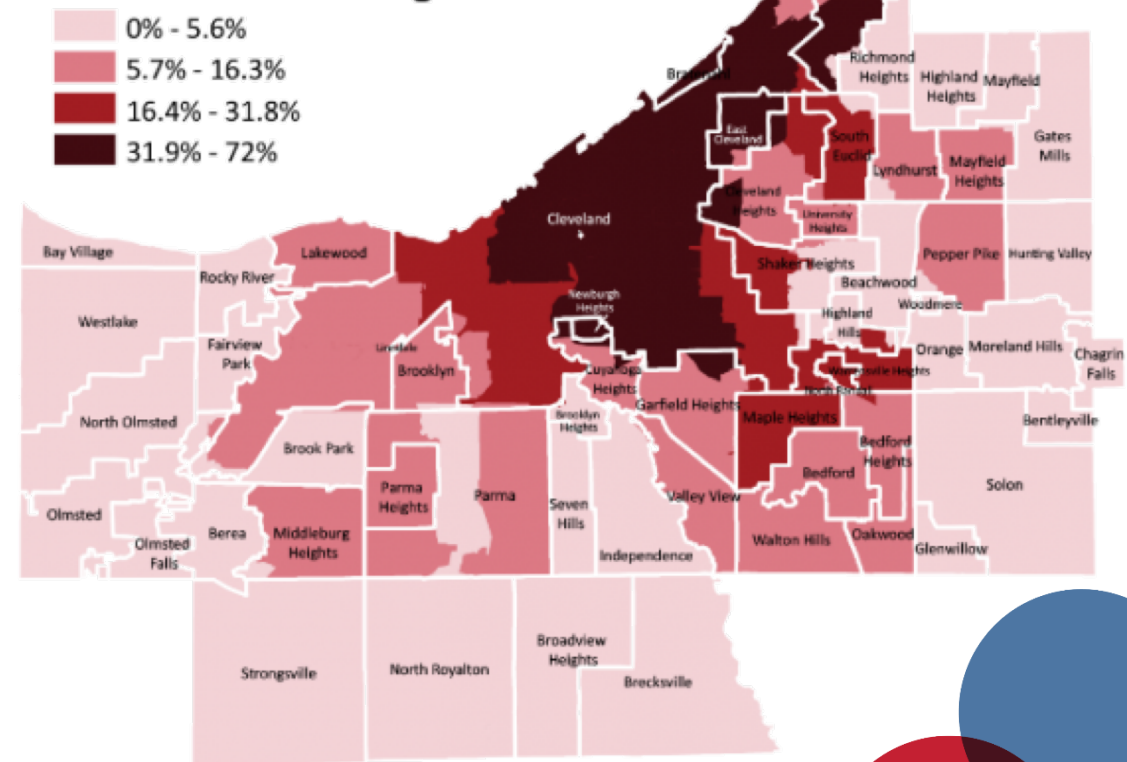 0% - 5.6%
5.7% - 16.3%
16.4% - 31.8%
31.9% - 72%
Richmond
Heights
Highland
Heights
Mayfield
East
Cleveland
South
Euclid
Lyndhurst
Mayfield
Heights
Gates
Mills
Cleveland
Cleveland
Heights
University
Heights
Bay Village
Lakewood
Rocky River
Shaker Heights
Pepper Pike
Hunting Valley
Beachwood
Newburgh
Heights
Woodmere
Highland
Hills
Westlake
Fairview
Park
Linndale
Brooklyn
Cuyahoga
Heights
Warrensville Heights
Orange
Moreland Hills
Chagrin
Falls
North Randall
Garfield Heights
Maple Heights
Brooklyn
Heights
North Olmsted
Bentleyville
Brook Park
Bedford
Heights
Bedford
Parma
Heights
Parma
Valley View
Solon
Olmsted
Seven
Hills
Berea
Middleburg
Heights
Walton Hills
Oakwood
Glenwillow
Olmsted
Falls
Independence
Strongsville
North Royalton
Broadview
Heights
Brecksville